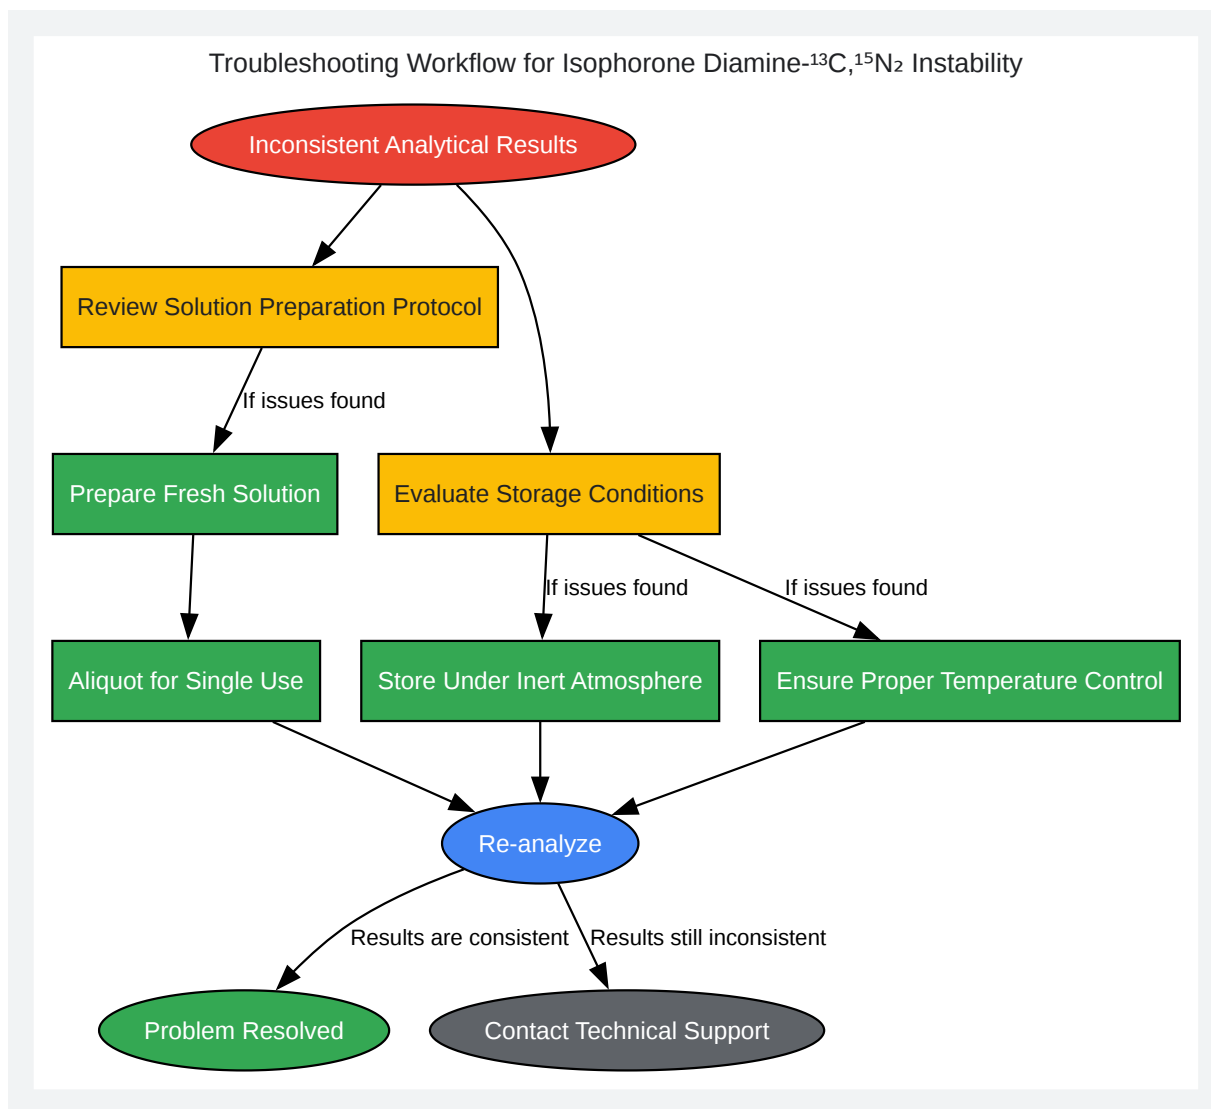 Troubleshooting Workflow for Isophorone Diamine-¹³C,¹⁵N₂ Instability
Inconsistent Analytical Results
Review Solution Preparation Protocol
If issues found
Prepare Fresh Solution
Evaluate Storage Conditions
If issues found
If issues found
Aliquot for Single Use
Store Under Inert Atmosphere
Ensure Proper Temperature Control
Re-analyze
Results are consistent
Results still inconsistent
Problem Resolved
Contact Technical Support